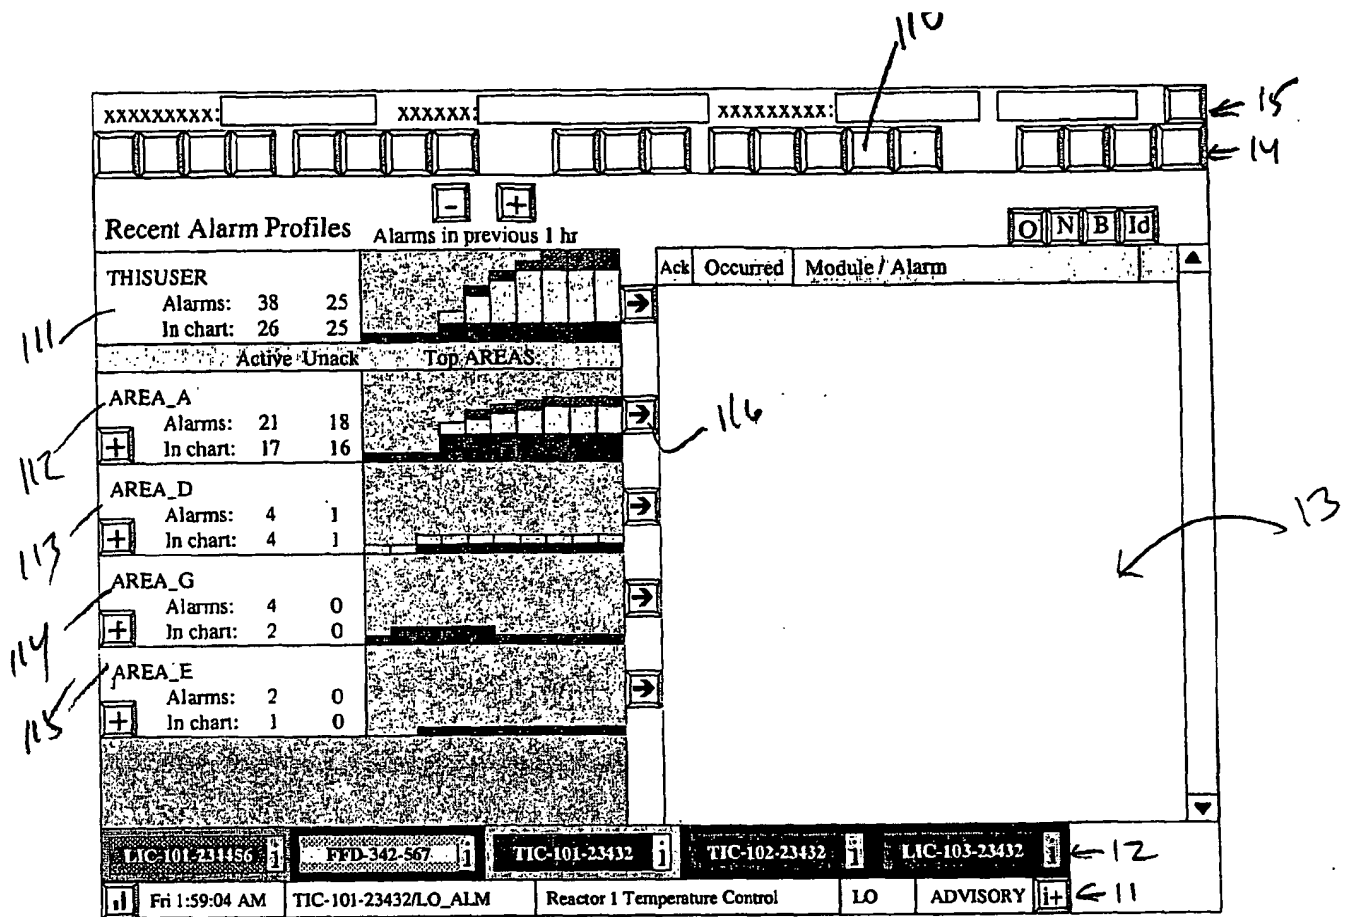 110
xxxxxxxxx: xxxxxx: xxxxxxxxx: 15
14
- +
Recent Alarm Profiles Alarms in previous 1 hr O N B Id
Ack Occurred Module / Alarm
THISUSER
Alarms: 38 25
In chart: 26 25
111
Active Unack Top AREAS:
AREA_A
Alarms: 21 18
+ In chart: 17 16
112
116
AREA_D
Alarms: 4 1
+ In chart: 4 1
113
13
AREA_G
Alarms: 4 0
+ In chart: 2 0
114
AREA_E
Alarms: 2 0
+ In chart: 1 0
115
LIC-101-234456 i FFD-342-567 i TIC-101-23432 i TIC-102-23432 i LIC-103-23432 i 12
Fri 1:59:04 AM TIC-101-23432/LO_ALM Reactor 1 Temperature Control LO ADVISORY i+ 11